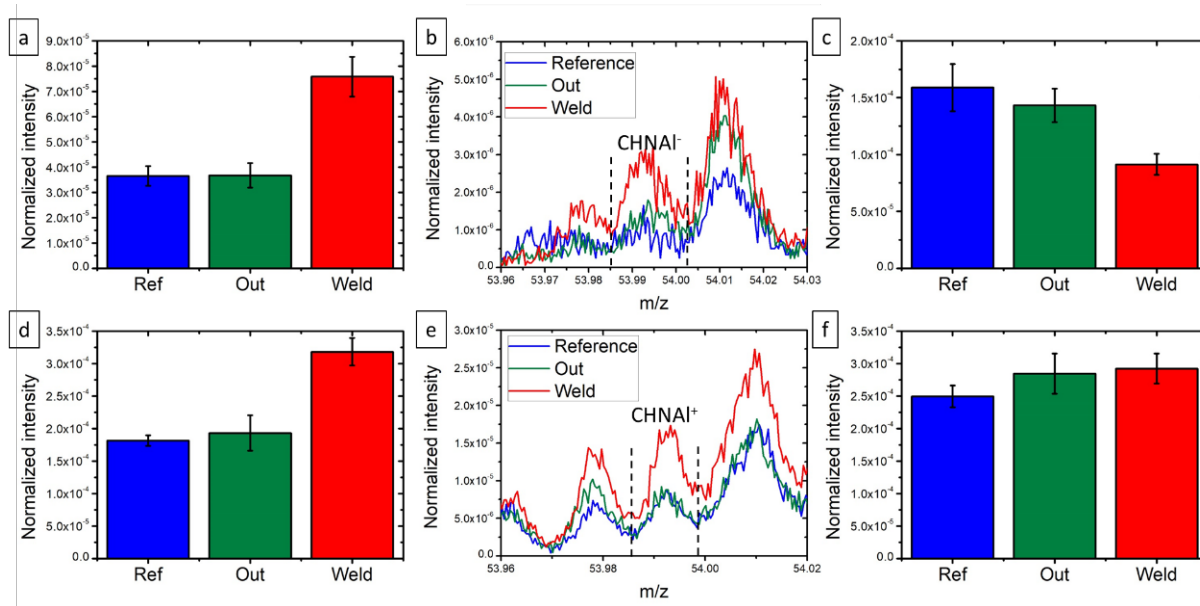 a
Normalized intensity
9.0x10⁻⁵
8.0x10⁻⁵
7.0x10⁻⁵
6.0x10⁻⁵
5.0x10⁻⁵
4.0x10⁻⁵
3.0x10⁻⁵
2.0x10⁻⁵
1.0x10⁻⁵
0.0
Ref Out Weld
b
Normalized intensity
6.0x10⁻⁶
5.0x10⁻⁶
4.0x10⁻⁶
3.0x10⁻⁶
2.0x10⁻⁶
1.0x10⁻⁶
0.0
Reference
Out
Weld
CHNAl⁻
53.96 53.97 53.98 53.99 54.00 54.01 54.02 54.03
m/z
c
Normalized intensity
2.0x10⁻⁴
1.5x10⁻⁴
1.0x10⁻⁴
5.0x10⁻⁵
0.0
Ref Out Weld
d
Normalized intensity
3.5x10⁻⁴
3.0x10⁻⁴
2.5x10⁻⁴
2.0x10⁻⁴
1.5x10⁻⁴
1.0x10⁻⁴
5.0x10⁻⁵
0.0
Ref Out Weld
e
Normalized intensity
3.0x10⁻⁵
2.5x10⁻⁵
2.0x10⁻⁵
1.5x10⁻⁵
1.0x10⁻⁵
5.0x10⁻⁶
0.0
Reference
Out
Weld
CHNAl⁺
53.96 53.98 54.00 54.02
m/z
f
Normalized intensity
3.5x10⁻⁴
3.0x10⁻⁴
2.5x10⁻⁴
2.0x10⁻⁴
1.5x10⁻⁴
1.0x10⁻⁴
5.0x10⁻⁵
0.0
Ref Out Weld